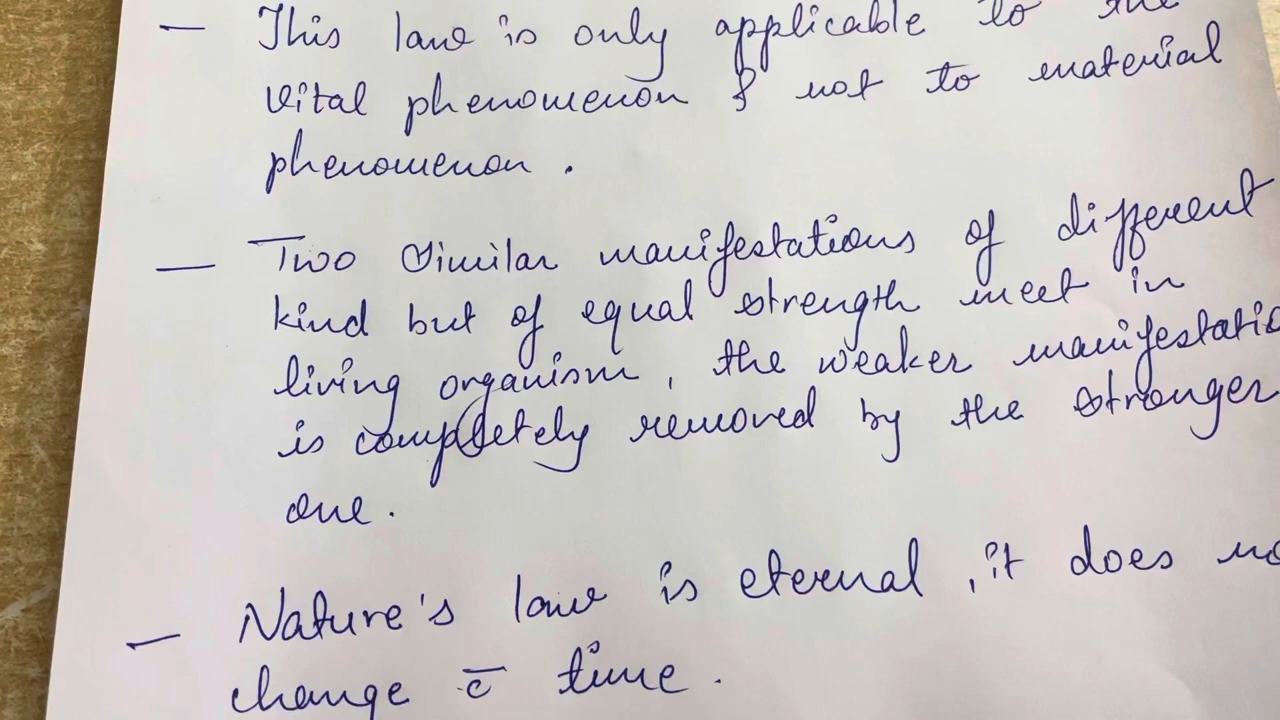 — This law is only applicable to the
vital phenomenon & not to material
phenomenon.
— Two similar manifestations of different
kind but of equal strength meet in
living organism, the weaker manifestatio
is completely removed by the stronger
one.
— Nature's law is eternal, it does no
change c̄ time.